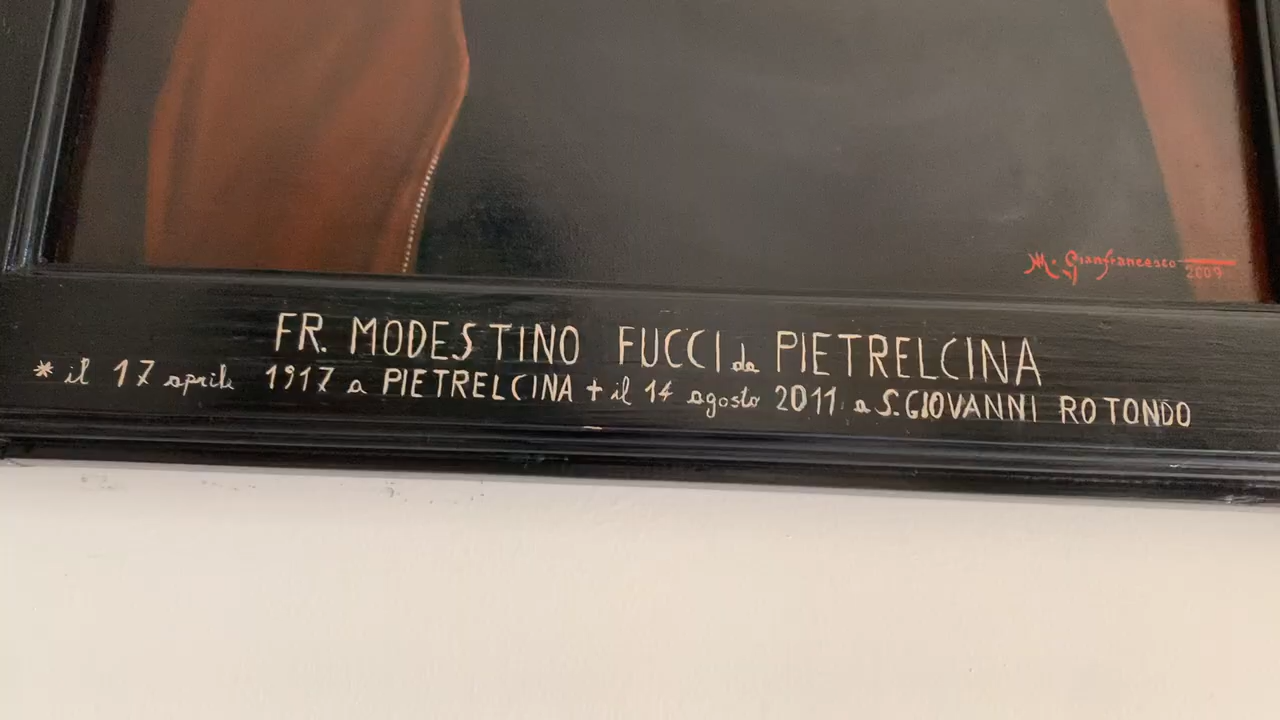 M. Gianfrancesco 2009
FR. MODESTINO FUCCI da PIETRELCINA
* il 17 aprile 1917 a PIETRELCINA + il 14 agosto 2011 a S. GIOVANNI ROTONDO